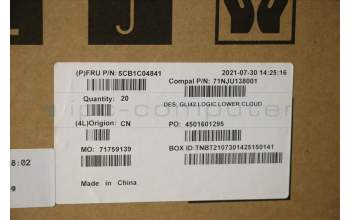 (P)FRU P/N: 5CB1C04841
2021-07-30 14:25:16
Compal P/N: 71NJU138001
Quantity: 20
DES: GLI42 LOGIC LOWER CLOUD
(4L)Origion: CN
PO: 4501601295
MO: 71759139
BOX ID:TNBT2107301425150141
Made in China
8:02